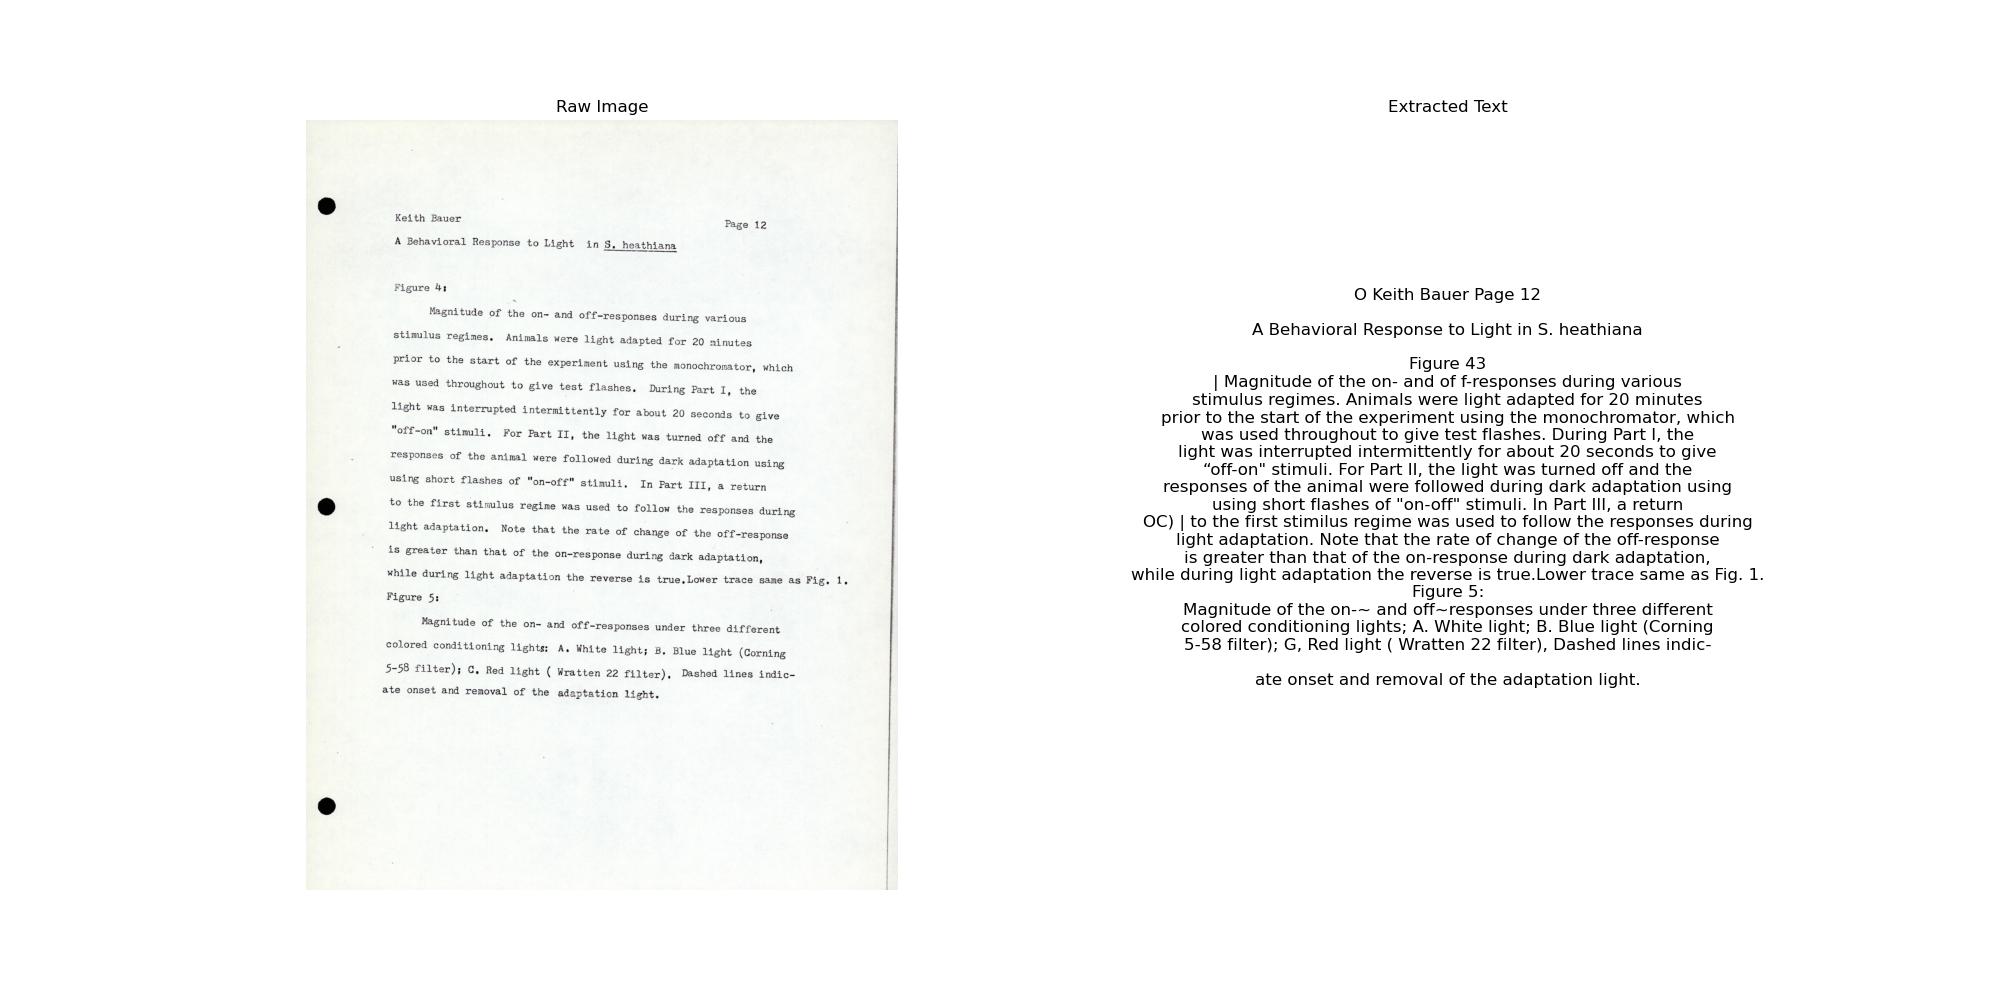 Raw Image
Keith Bauer Page 12
A Behavioral Response to Light in S. heathiana
Figure 4:
Magnitude of the on- and off-responses during various
stimulus regimes. Animals were light adapted for 20 minutes
prior to the start of the experiment using the monochromator, which
was used throughout to give test flashes. During Part I, the
light was interrupted intermittently for about 20 seconds to give
"off-on" stimuli. For Part II, the light was turned off and the
responses of the animal were followed during dark adaptation using
using short flashes of "on-off" stimuli. In Part III, a return
to the first stimulus regime was used to follow the responses during
light adaptation. Note that the rate of change of the off-response
is greater than that of the on-response during dark adaptation,
while during light adaptation the reverse is true.Lower trace same as Fig. 1.
Figure 5:
Magnitude of the on- and off-responses under three different
colored conditioning lights: A. White light; B. Blue light (Corning
5-58 filter); C. Red light ( Wratten 22 filter). Dashed lines indic-
ate onset and removal of the adaptation light.
Extracted Text
O Keith Bauer Page 12
A Behavioral Response to Light in S. heathiana
Figure 43
| Magnitude of the on- and of f-responses during various
stimulus regimes. Animals were light adapted for 20 minutes
prior to the start of the experiment using the monochromator, which
was used throughout to give test flashes. During Part I, the
light was interrupted intermittently for about 20 seconds to give
“off-on" stimuli. For Part II, the light was turned off and the
responses of the animal were followed during dark adaptation using
using short flashes of "on-off" stimuli. In Part III, a return
OC) | to the first stimilus regime was used to follow the responses during
light adaptation. Note that the rate of change of the off-response
is greater than that of the on-response during dark adaptation,
while during light adaptation the reverse is true.Lower trace same as Fig. 1.
Figure 5:
Magnitude of the on-~ and off~responses under three different
colored conditioning lights; A. White light; B. Blue light (Corning
5-58 filter); G, Red light ( Wratten 22 filter), Dashed lines indic-
ate onset and removal of the adaptation light.